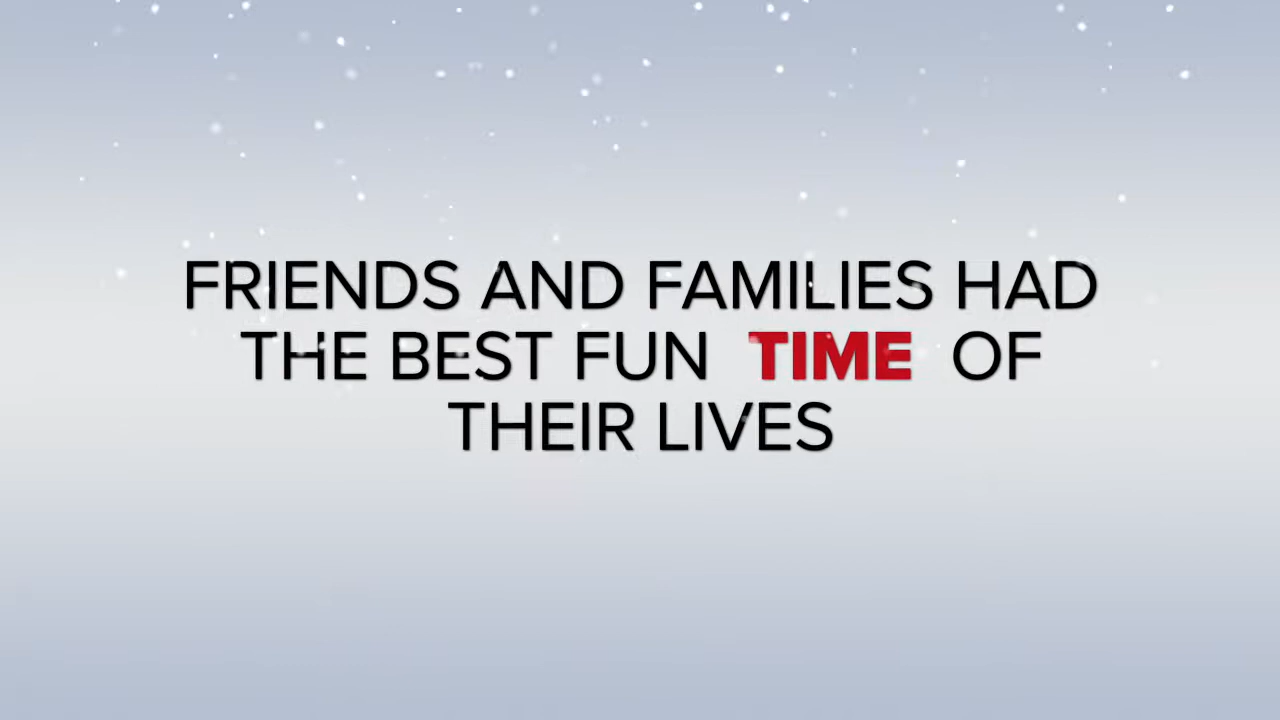 FRIENDS AND FAMILIES HAD
THE BEST FUN TIME OF
THEIR LIVES